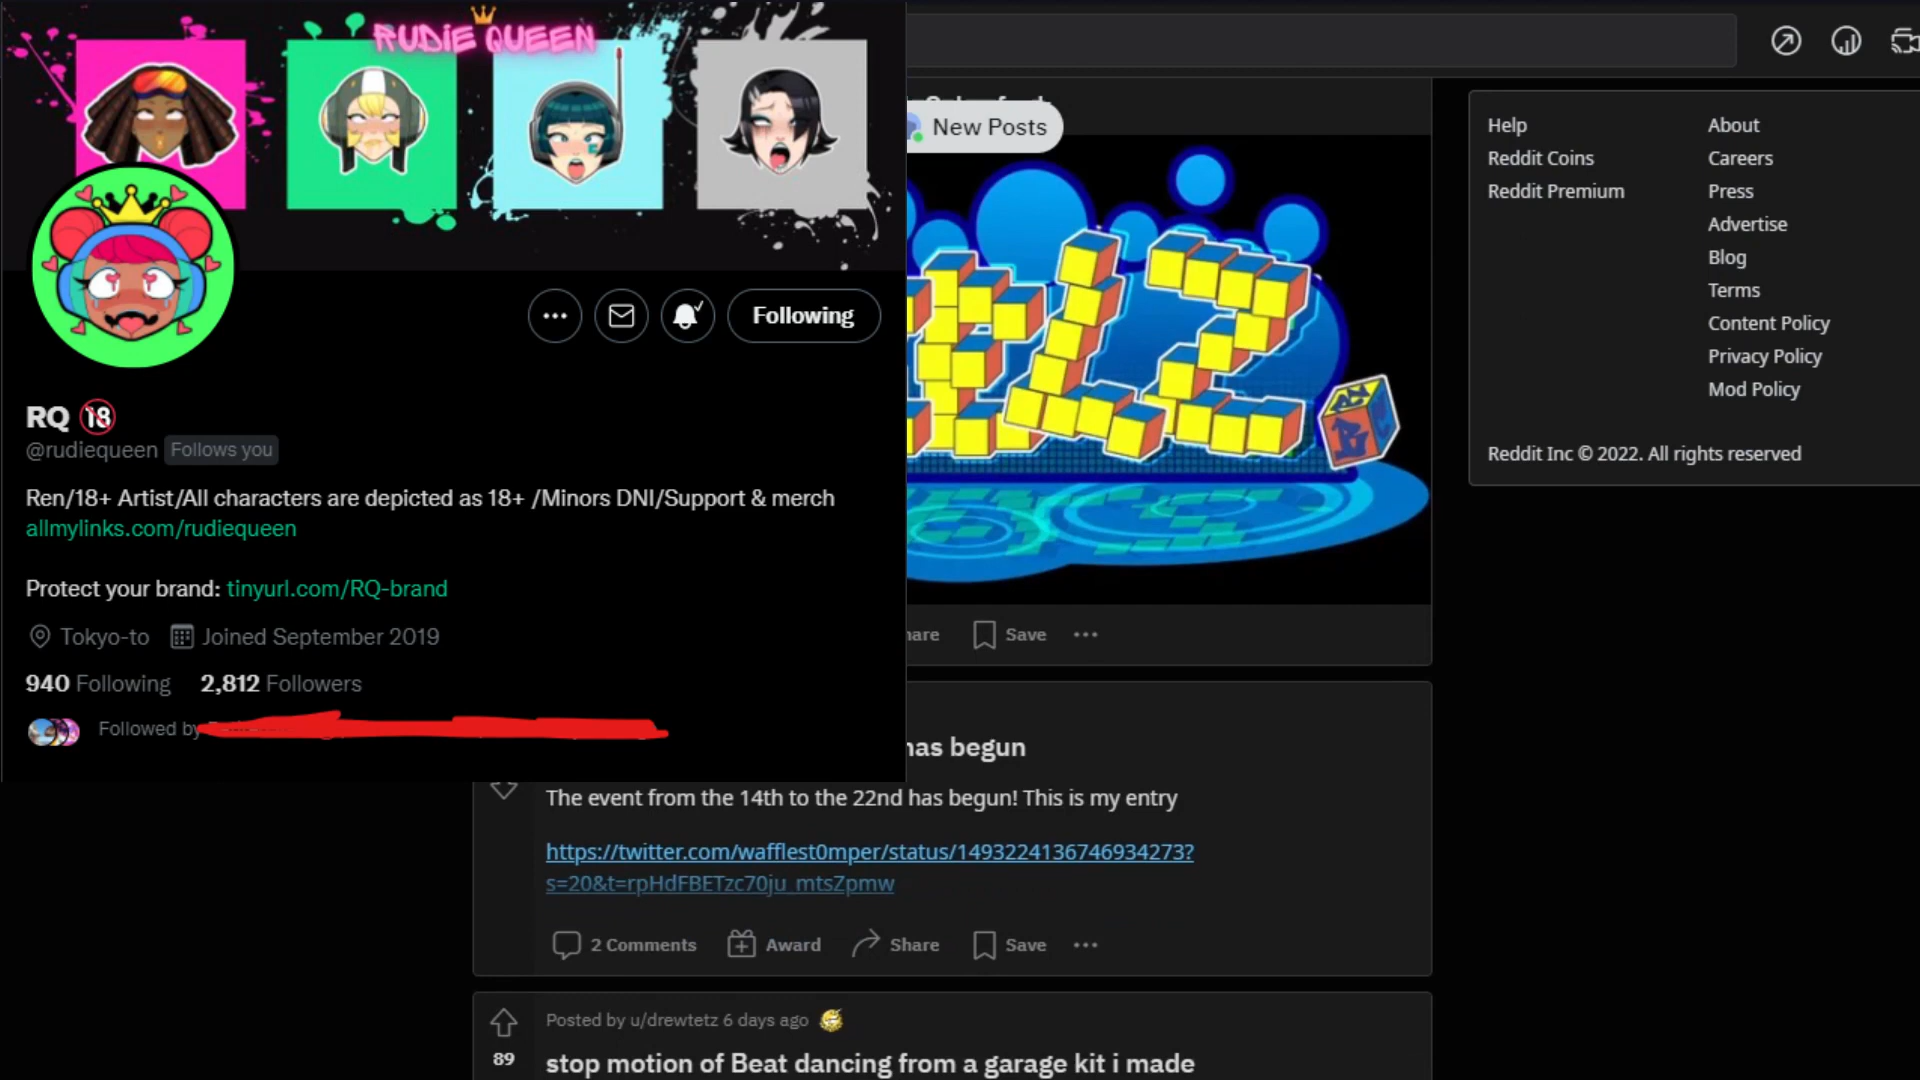 RUDIE QUEEN
Following
RQ 18
@rudiequeen Follows you
Ren/18+ Artist/All characters are depicted as 18+ /Minors DNI/Support & merch
allmylinks.com/rudiequeen
Protect your brand: tinyurl.com/RQ-brand
Tokyo-to Joined September 2019
940 Following 2,812 Followers
Followed by
New Posts
hare Save
has begun
The event from the 14th to the 22nd has begun! This is my entry
https://twitter.com/wafflest0mper/status/1493224136746934273?
s=20&t=rpHdFBETzc70ju_mtsZpmw
2 Comments Award Share Save
Posted by u/drewtetz 6 days ago
89
stop motion of Beat dancing from a garage kit i made
Help
Reddit Coins
Reddit Premium
About
Careers
Press
Advertise
Blog
Terms
Content Policy
Privacy Policy
Mod Policy
Reddit Inc © 2022. All rights reserved